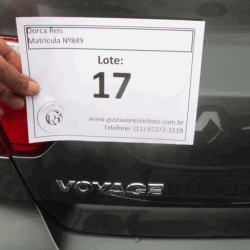 Dorca Reis
Matrícula Nº849
Lote:
17
www.gustavoreisleiloes.com.br
Telefone: (11) 97272-3119
VOYAGE